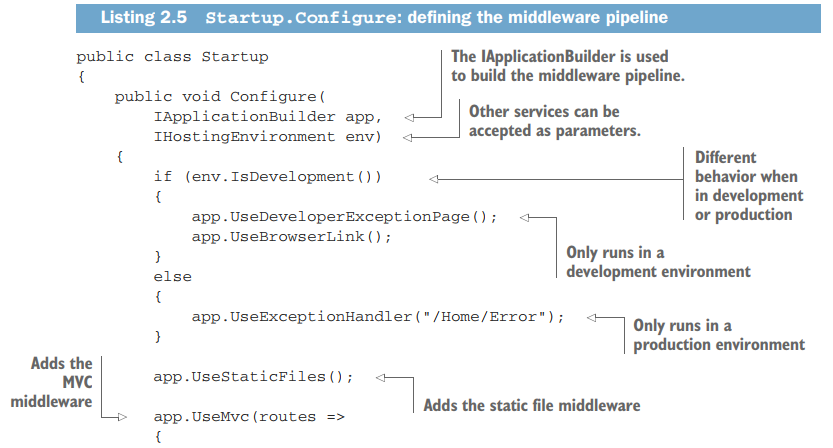 Listing 2.5 Startup.Configure: defining the middleware pipeline
public class Startup
{
public void Configure(
IApplicationBuilder app,
IHostingEnvironment env)
{
if (env.IsDevelopment())
{
app.UseDeveloperExceptionPage();
app.UseBrowserLink();
}
else
{
app.UseExceptionHandler("/Home/Error");
}
app.UseStaticFiles();
app.UseMvc(routes =>
{
The IApplicationBuilder is used
to build the middleware pipeline.
Other services can be
accepted as parameters.
Different
behavior when
in development
or production
Only runs in a
development environment
Only runs in a
production environment
Adds the
MVC
middleware
Adds the static file middleware